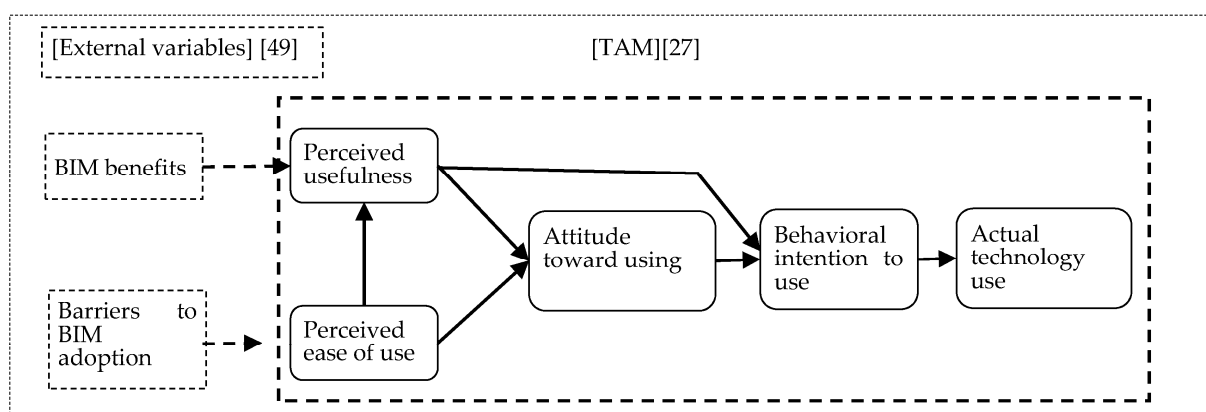 [External variables] [49]
[TAM][27]
BIM benefits
Perceived
usefulness
Attitude
toward using
Behavioral
intention to
use
Actual
technology
use
Barriers to
BIM
adoption
Perceived
ease of use